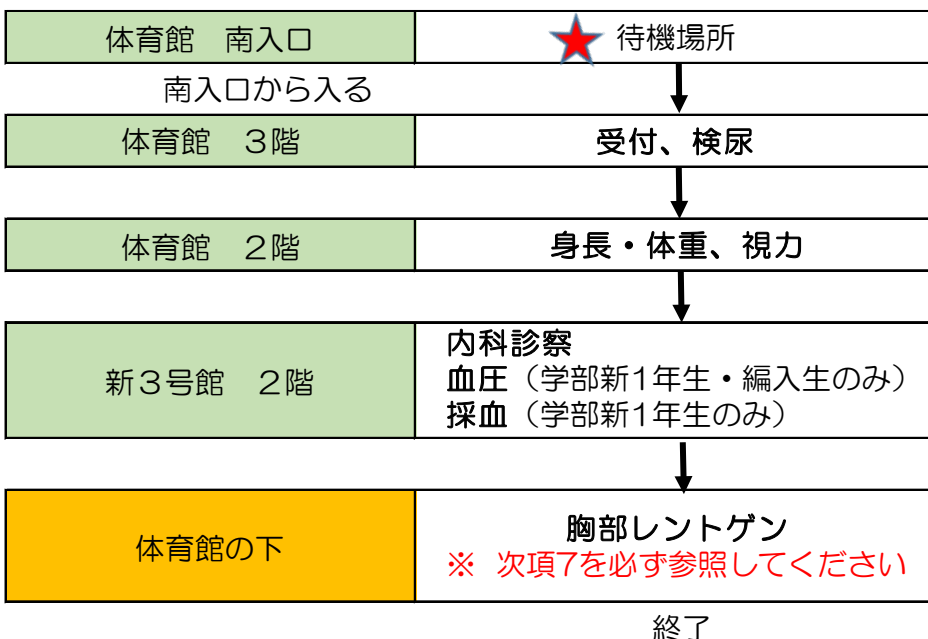 体育館　南入口
★ 待機場所
南入口から入る
体育館　３階
受付、検尿
体育館　２階
身長・体重、視力
新３号館　２階
内科診察
血圧（学部新1年生・編入生のみ）
採血（学部新1年生のみ）
体育館の下
胸部レントゲン
※　次項7を必ず参照してください
終了